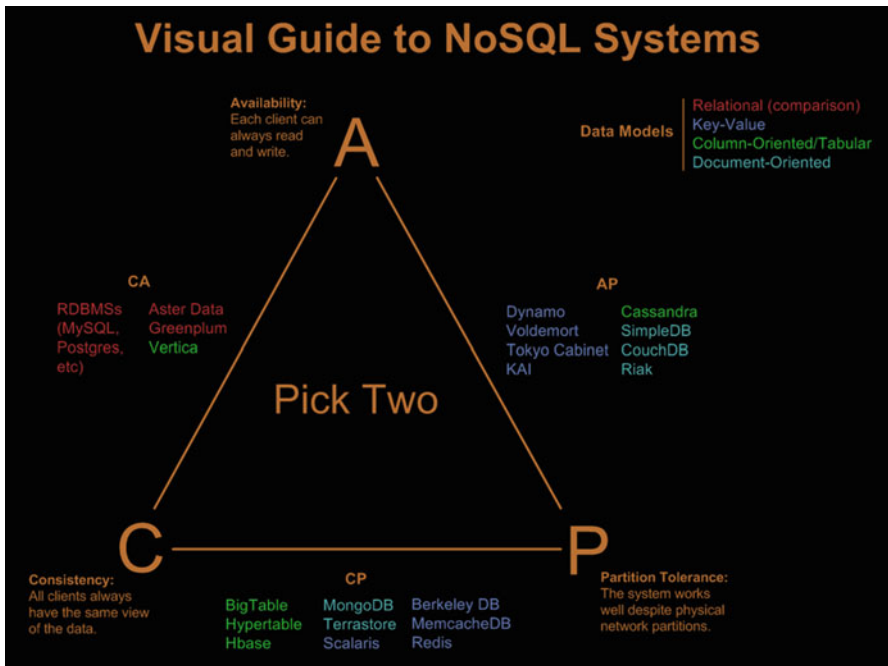 Visual Guide to NoSQL Systems
Availability:
Each client can
always read
and write.
A
Data Models
Relational (comparison)
Key-Value
Column-Oriented/Tabular
Document-Oriented
CA
RDBMSs
(MySQL,
Postgres,
etc)
Aster Data
Greenplum
Vertica
AP
Dynamo
Voldemort
Tokyo Cabinet
KAI
Cassandra
SimpleDB
CouchDB
Riak
Pick Two
C
P
Consistency:
All clients always
have the same view
of the data.
CP
BigTable
Hypertable
Hbase
MongoDB
Terrastore
Scalaris
Berkeley DB
MemcacheDB
Redis
Partition Tolerance:
The system works
well despite physical
network partitions.